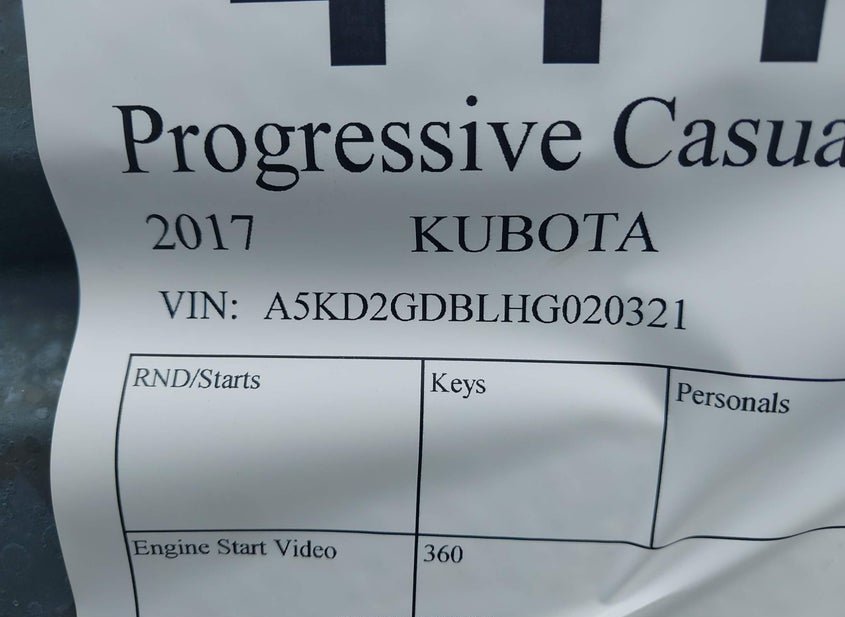 Progressive Casua
2017 KUBOTA
VIN: A5KD2GDBLHG020321
RND/Starts Keys Personals
Engine Start Video 360